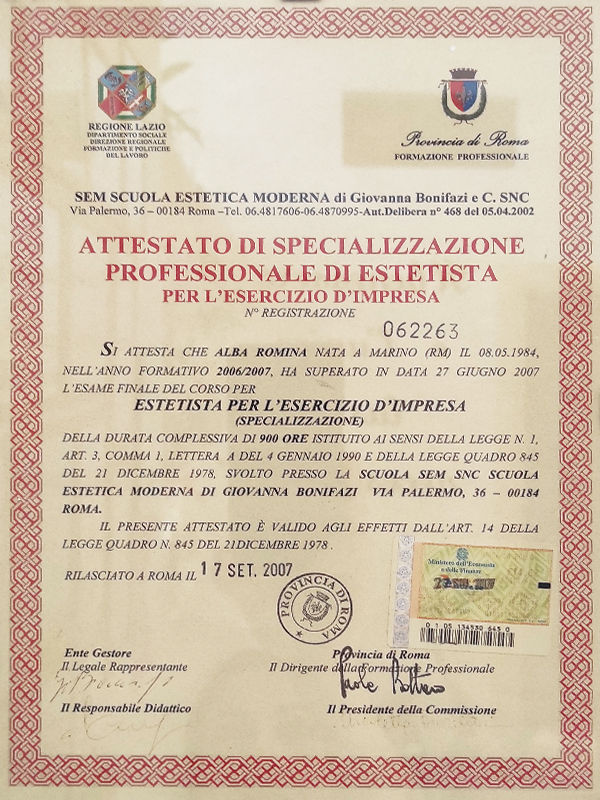 REGIONE LAZIO
DIPARTIMENTO SOCIALE
DIREZIONE REGIONALE
FORMAZIONE E POLITICHE
DEL LAVORO
Provincia di Roma
FORMAZIONE PROFESSIONALE
SEM SCUOLA ESTETICA MODERNA di Giovanna Bonifazi e C. SNC
Via Palermo, 36 – 00184 Roma –Tel. 06.4817606-06.4870995-Aut.Delibera n° 468 del 05.04.2002
ATTESTATO DI SPECIALIZZAZIONE
PROFESSIONALE DI ESTETISTA
PER L'ESERCIZIO D'IMPRESA
N° REGISTRAZIONE
062263
SI ATTESTA CHE ALBA ROMINA NATA A MARINO (RM) IL 08.05.1984,
NELL'ANNO FORMATIVO 2006/2007, HA SUPERATO IN DATA 27 GIUGNO 2007
L'ESAME FINALE DEL CORSO PER
ESTETISTA PER L'ESERCIZIO D'IMPRESA
(SPECIALIZZAZIONE)
DELLA DURATA COMPLESSIVA DI 900 ORE ISTITUITO AI SENSI DELLA LEGGE N. 1,
ART. 3, COMMA 1, LETTERA A DEL 4 GENNAIO 1990 E DELLA LEGGE QUADRO 845
DEL 21 DICEMBRE 1978, SVOLTO PRESSO LA SCUOLA SEM SNC SCUOLA
ESTETICA MODERNA DI GIOVANNA BONIFAZI VIA PALERMO, 36 – 00184
ROMA.
IL PRESENTE ATTESTATO È VALIDO AGLI EFFETTI DALL'ART. 14 DELLA
LEGGE QUADRO N. 845 DEL 21DICEMBRE 1978 .
RILASCIATO A ROMA IL 17 SET. 2007
PROVINCIA DI ROMA
Ministero dell'Economia
e delle Finanze
0 1 05 134530 645 0
Ente Gestore
Il Legale Rappresentante
Provincia di Roma
Il Dirigente della Formazione Professionale
Il Responsabile Didattico
Il Presidente della Commissione